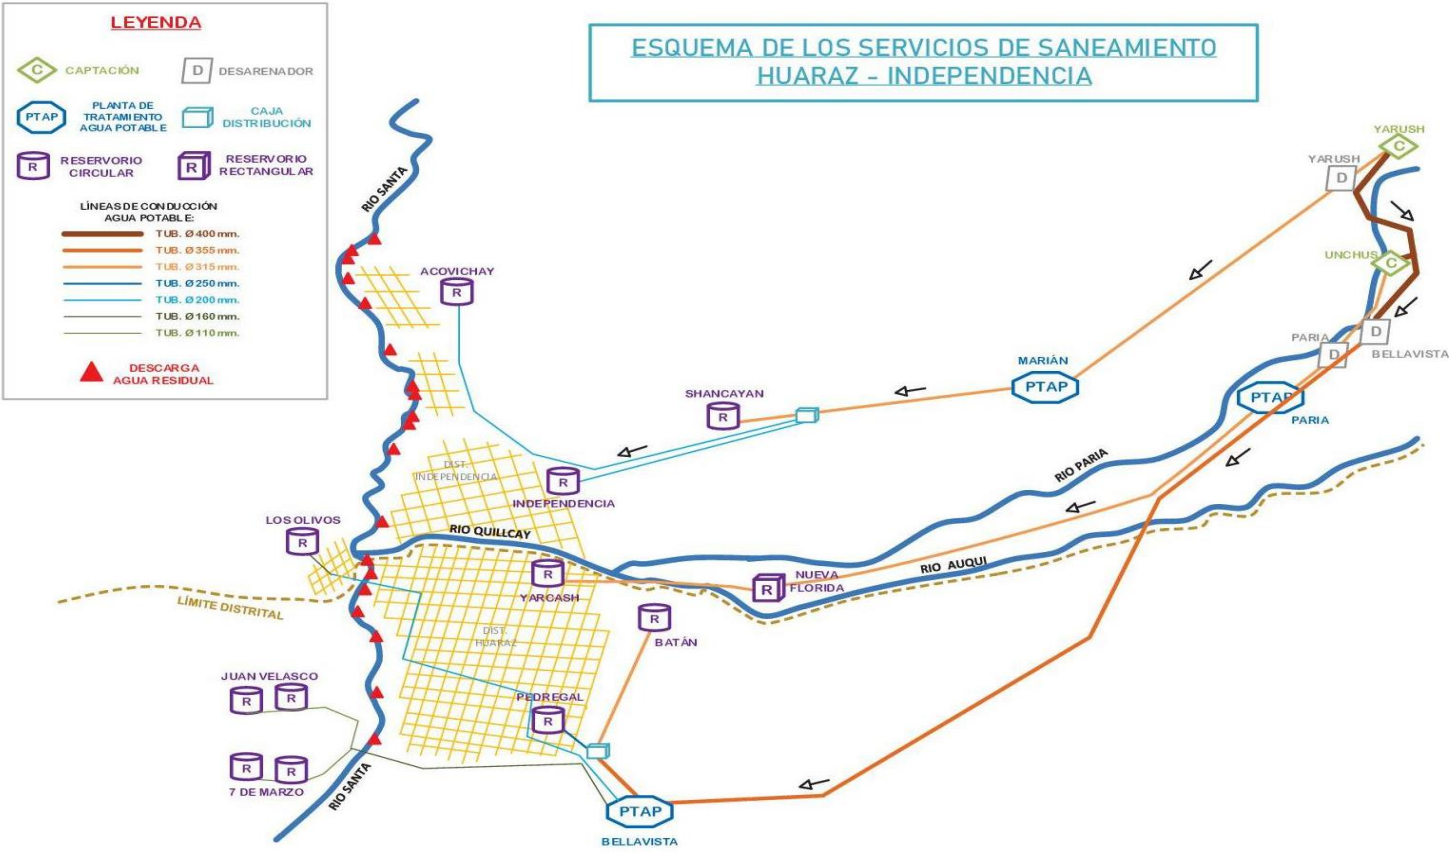 LEYENDA
C
CAPTACIÓN
D
DESARENADOR
PTAP
PLANTA DE
TRATAMIENTO
AGUA POTABLE
CAJA
DISTRIBUCIÓN
R
RESERVORIO
CIRCULAR
R
RESERVORIO
RECTANGULAR
LÍNEAS DE CONDUCCIÓN
AGUA POTABLE:
TUB. Ø 400 mm.
TUB. Ø 355 mm.
TUB. Ø 315 mm.
TUB. Ø 250 mm.
TUB. Ø 200 mm.
TUB. Ø 160 mm.
TUB. Ø 110 mm.
DESCARGA
AGUA RESIDUAL
ESQUEMA DE LOS SERVICIOS DE SANEAMIENTO
HUARAZ - INDEPENDENCIA
YARUSH
C
YARUSH
D
RIO SANTA
UNCHUS
C
ACOVICHAY
R
PARIA
D
D
BELLAVISTA
MARIÁN
PTAP
SHANCAYAN
R
PTAP
PARIA
DIST.
INDEPENDENCIA
RIO PARIA
R
INDEPENDENCIA
LOS OLIVOS
R
RIO QUILLCAY
RIO AUQUI
R
YARCASH
NUEVA
FLORIDA
R
LÍMITE DISTRITAL
R
BATÁN
DIST.
HUARAZ
JUAN VELASCO
R
R
PEDREGAL
R
R
R
7 DE MARZO
RIO SANTA
PTAP
BELLAVISTA